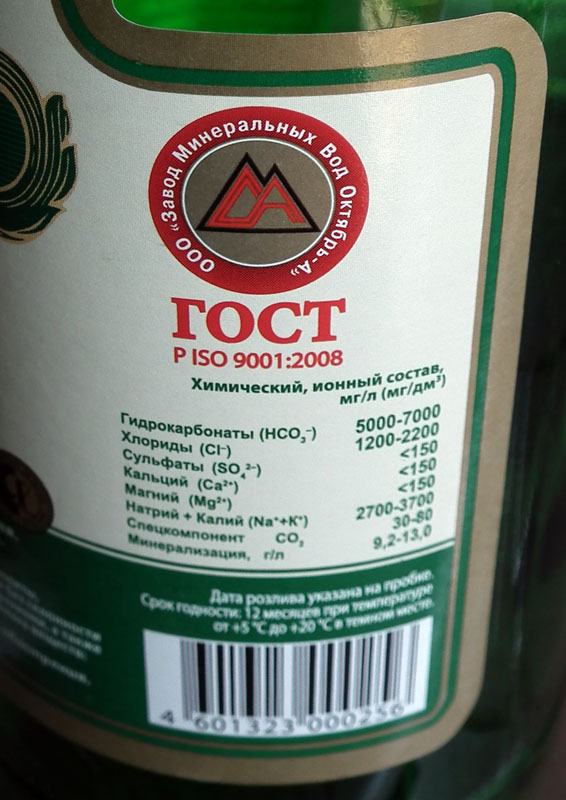 ООО «Завод Минеральных Вод Октябрь-А»
ГОСТ
Р ISO 9001:2008
Химический, ионный состав,
мг/л (мг/дм³)
Гидрокарбонаты (HCO₃⁻) 5000-7000
Хлориды (Cl⁻) 1200-2200
Сульфаты (SO₄²⁻) <150
Кальций (Ca²⁺) <150
Магний (Mg²⁺) <150
Натрий + Калий (Na⁺+K⁺) 2700-3700
Спецкомпонент CO₂ 30-80
Минерализация, г/л 9,2-13,0
Дата розлива указана на пробке.
Срок годности: 12 месяцев при температуре
от +5 °С до +20 °С в темном месте.
4 601323 000256